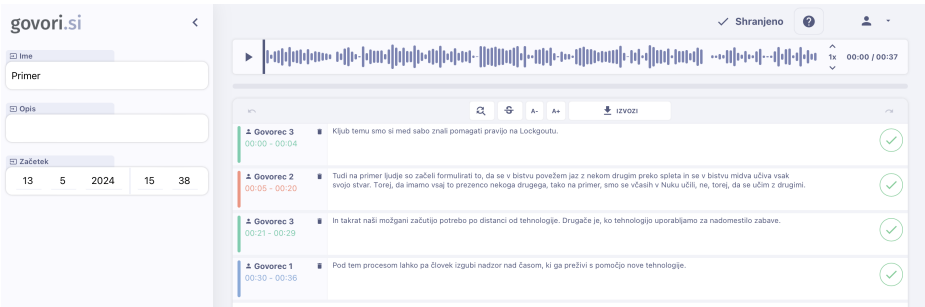 govori.si
Shranjeno
Ime
Primer
Opis
Začetek
13 5 2024 15 38
1x
00:00 / 00:37
A- A+ IZVOZI
Govorec 3
00:00 - 00:04
Kljub temu smo si med sabo znali pomagati pravijo na Lockgoutu.
Govorec 2
00:05 - 00:20
Tudi na primer ljudje so začeli formulirati to, da se v bistvu povežem jaz z nekom drugim preko spleta in se v bistvu midva učiva vsak
svojo stvar. Torej, da imamo vsaj to prezenco nekoga drugega, tako na primer, smo se včasih v Nuku učili, ne, torej, da se učim z drugimi.
Govorec 3
00:21 - 00:29
In takrat naši možgani začutijo potrebo po distanci od tehnologije. Drugače je, ko tehnologijo uporabljamo za nadomestilo zabave.
Govorec 1
00:30 - 00:36
Pod tem procesom lahko pa človek izgubi nadzor nad časom, ki ga preživi s pomočjo nove tehnologije.